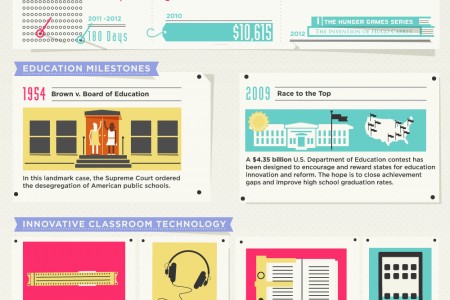 2011 -2012
180 Days
2010
$10,615
THE HUNGER GAMES SERIES
2012
THE INVENTION OF HUGO CABRET
EDUCATION MILESTONES
1954 Brown v. Board of Education
In this landmark case, the Supreme Court ordered
the desegregation of American public schools.
2009 Race to the Top
A $4.35 billion U.S. Department of Education contest has
been designed to encourage and reward states for education
innovation and reform. The hope is to close achievement
gaps and improve high school graduation rates.
INNOVATIVE CLASSROOM TECHNOLOGY